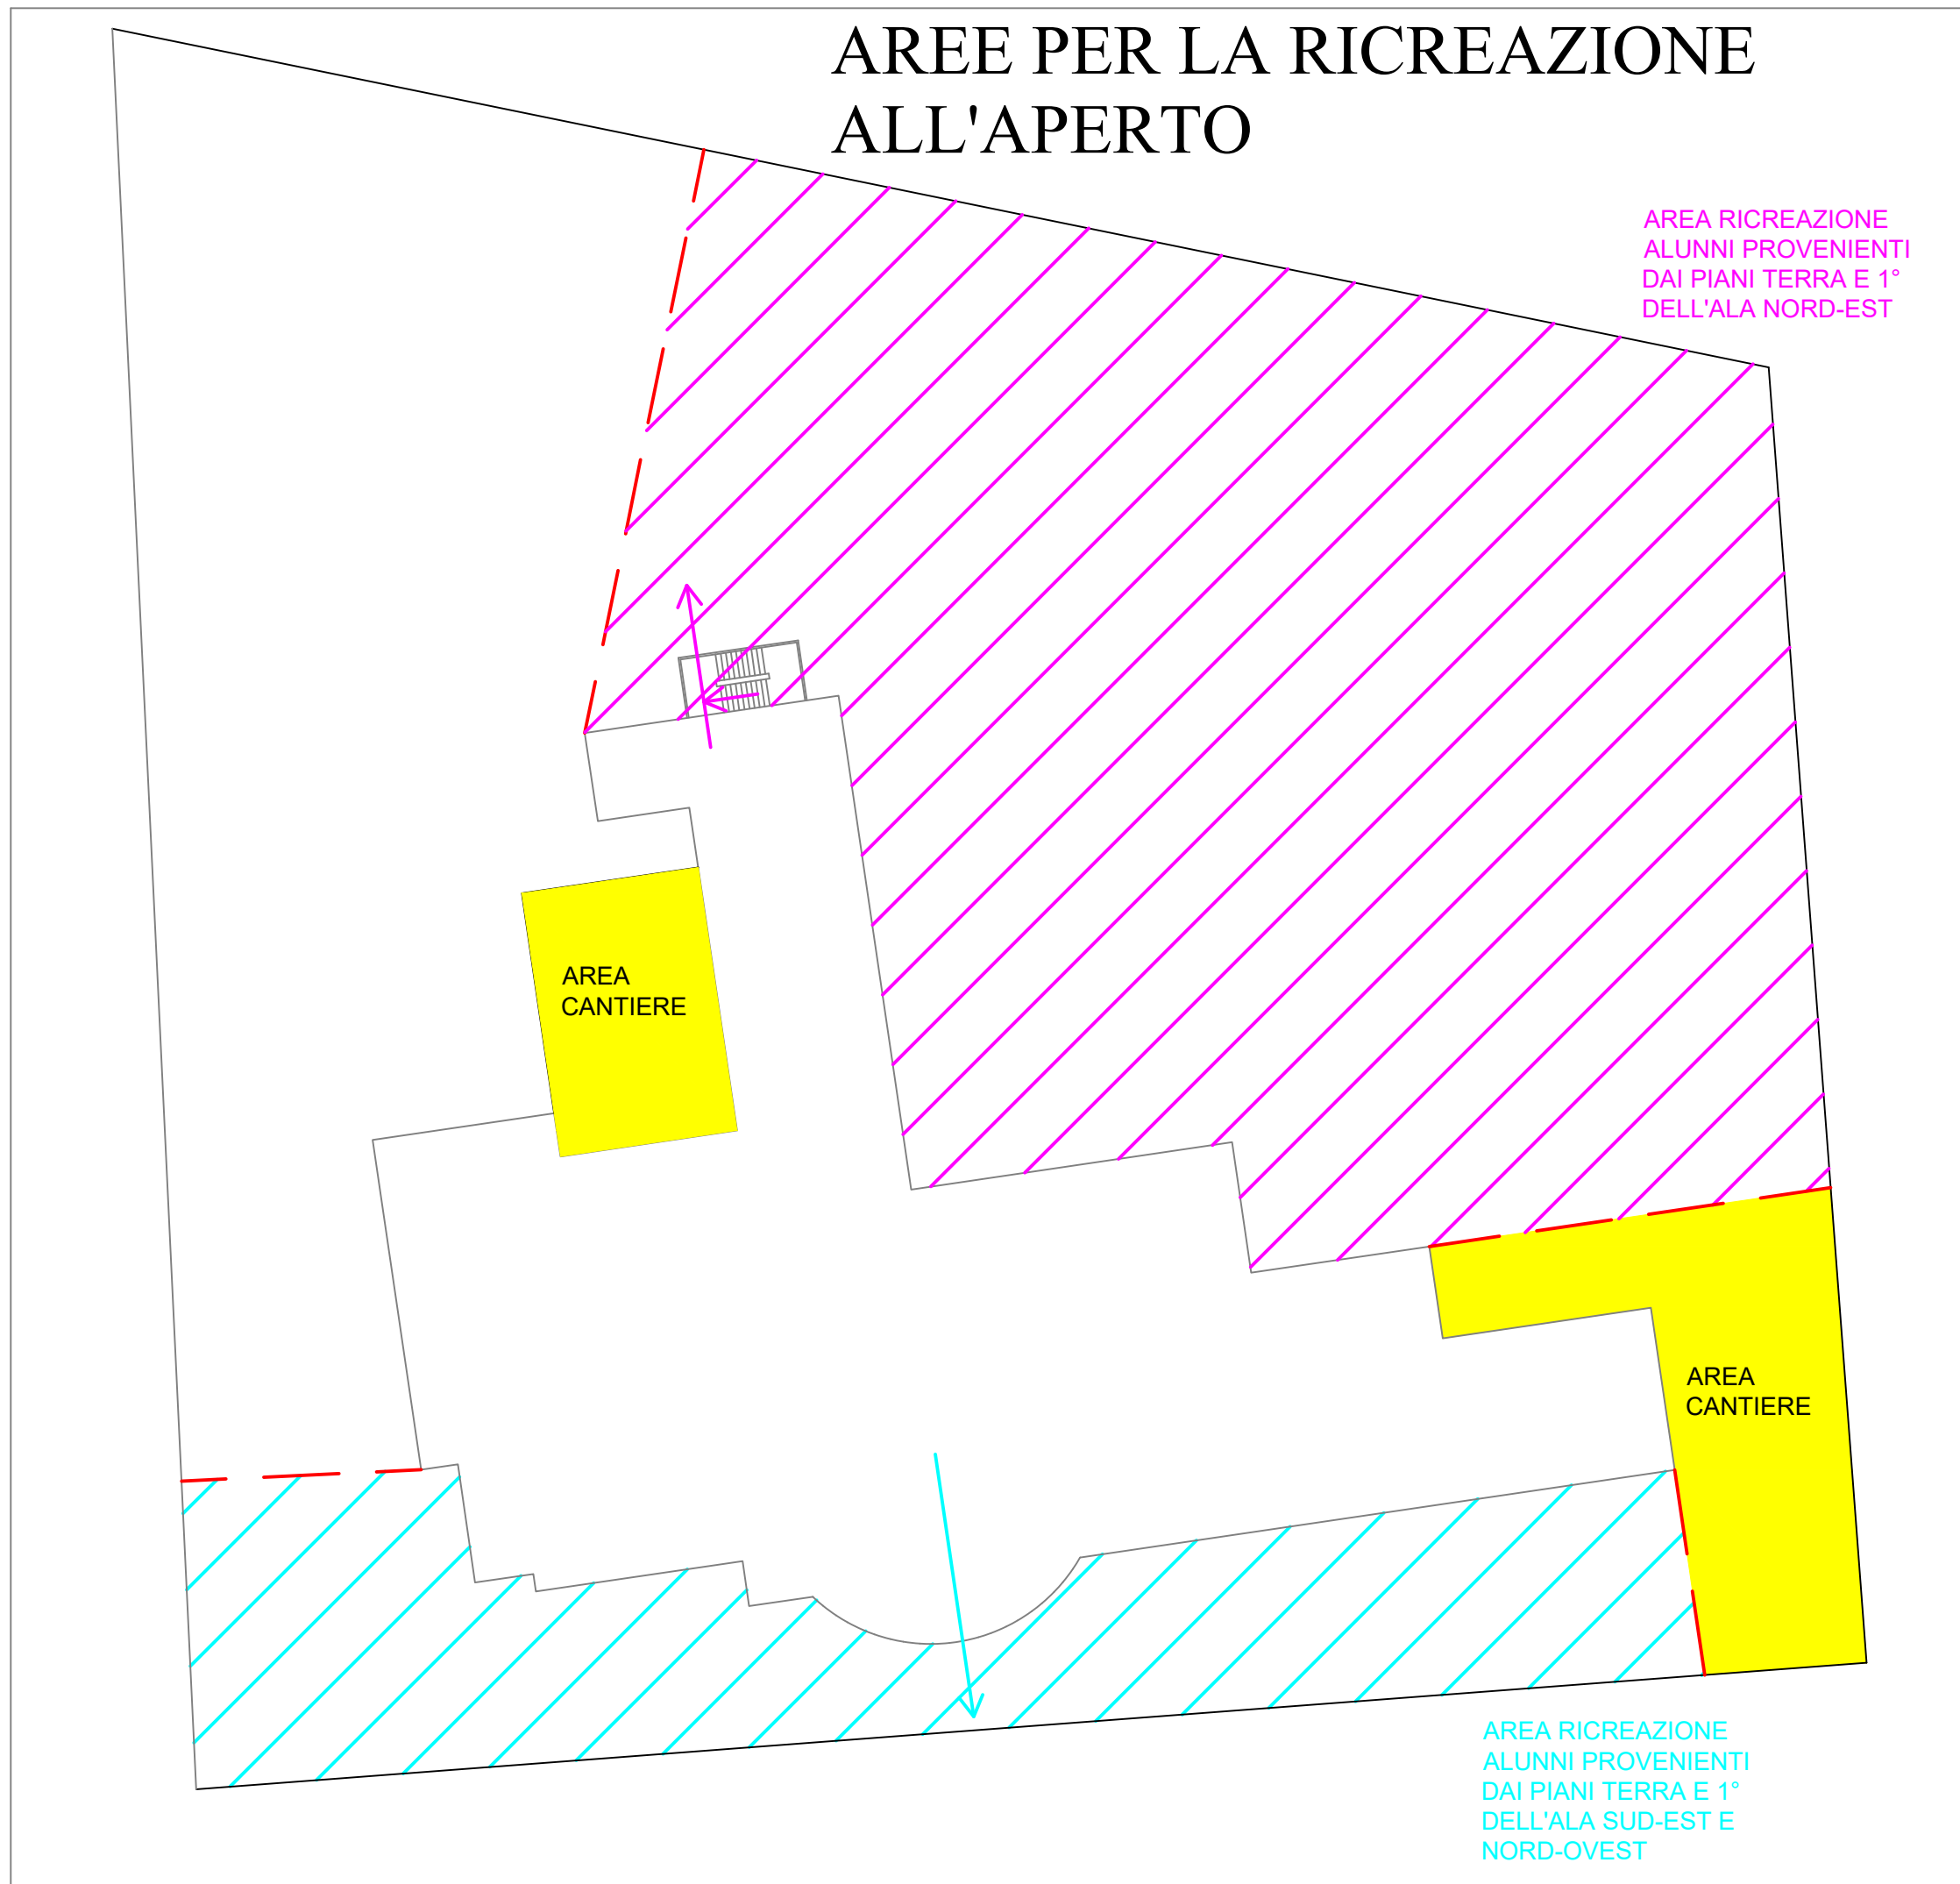 AREE PER LA RICREAZIONE
ALL'APERTO
AREA RICREAZIONE
ALUNNI PROVENIENTI
DAI PIANI TERRA E 1°
DELL'ALA NORD-EST
AREA
CANTIERE
AREA
CANTIERE
AREA RICREAZIONE
ALUNNI PROVENIENTI
DAI PIANI TERRA E 1°
DELL'ALA SUD-EST E
NORD-OVEST